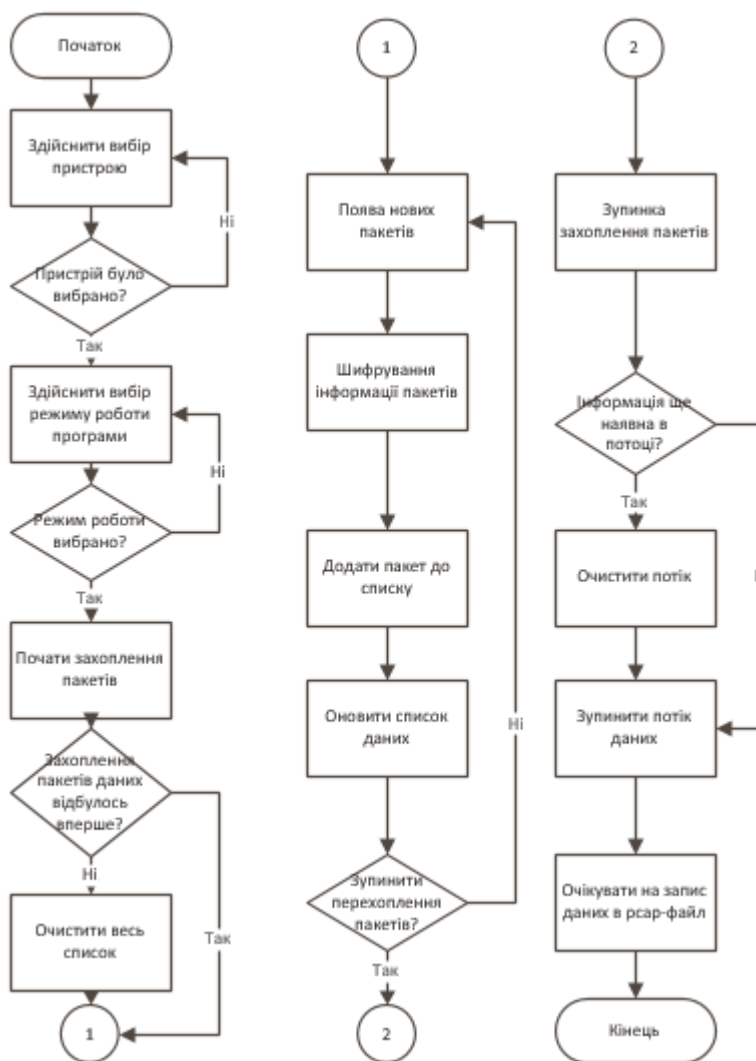 Початок
Здійснити вибір
пристрою
Ні
Пристрій було
вибрано?
Так
Здійснити вибір
режиму роботи
програми
Ні
Режим роботи
вибрано?
Так
Почати захоплення
пакетів
Захоплення
пакетів даних
відбулось
вперше?
Ні
Так
Очистити весь
список
1
1
Поява нових
пакетів
Шифрування
інформації пакетів
Додати пакет до
списку
Оновити список
даних
Ні
Зупинити
перехоплення
пакетів?
Так
2
2
Зупинка
захоплення пакетів
Інформація ще
наявна в
потоці?
Так
Очистити потік
Зупинити потік
даних
Очікувати на запис
даних в pcap-файл
Кінець